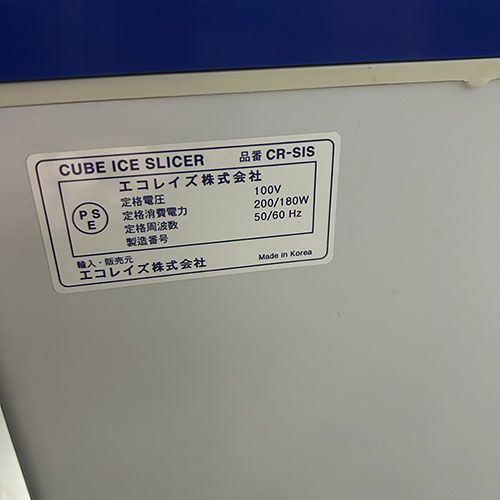 CUBE ICE SLICER 品番 CR-SIS
エコレイズ株式会社
PSE
定格電圧 100V
定格消費電力 200/180W
定格周波数 50/60 Hz
製造番号
輸入・販売元
エコレイズ株式会社
Made in Korea